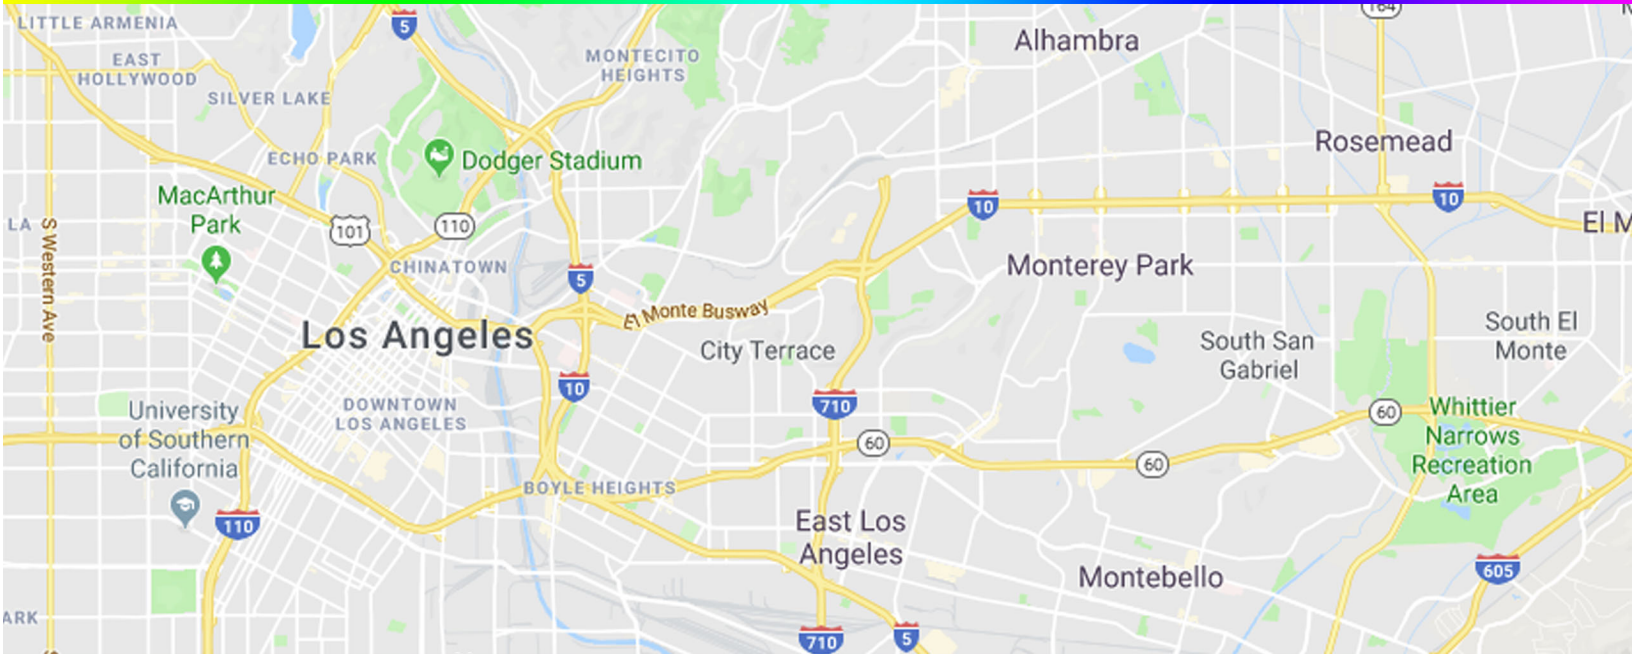 LITTLE ARMENIA
5
164
Alhambra
EAST
HOLLYWOOD
MONTECITO
HEIGHTS
SILVER LAKE
Rosemead
ECHO PARK
Dodger Stadium
MacArthur
Park
10
10
LA
101
110
El M
S Western Ave
CHINATOWN
5
Monterey Park
El Monte Busway
Los Angeles
City Terrace
South San
Gabriel
South El
Monte
10
710
DOWNTOWN
LOS ANGELES
University
of Southern
California
60
60
60
Whittier
Narrows
Recreation
Area
BOYLE HEIGHTS
110
East Los
Angeles
605
Montebello
ARK
710
5